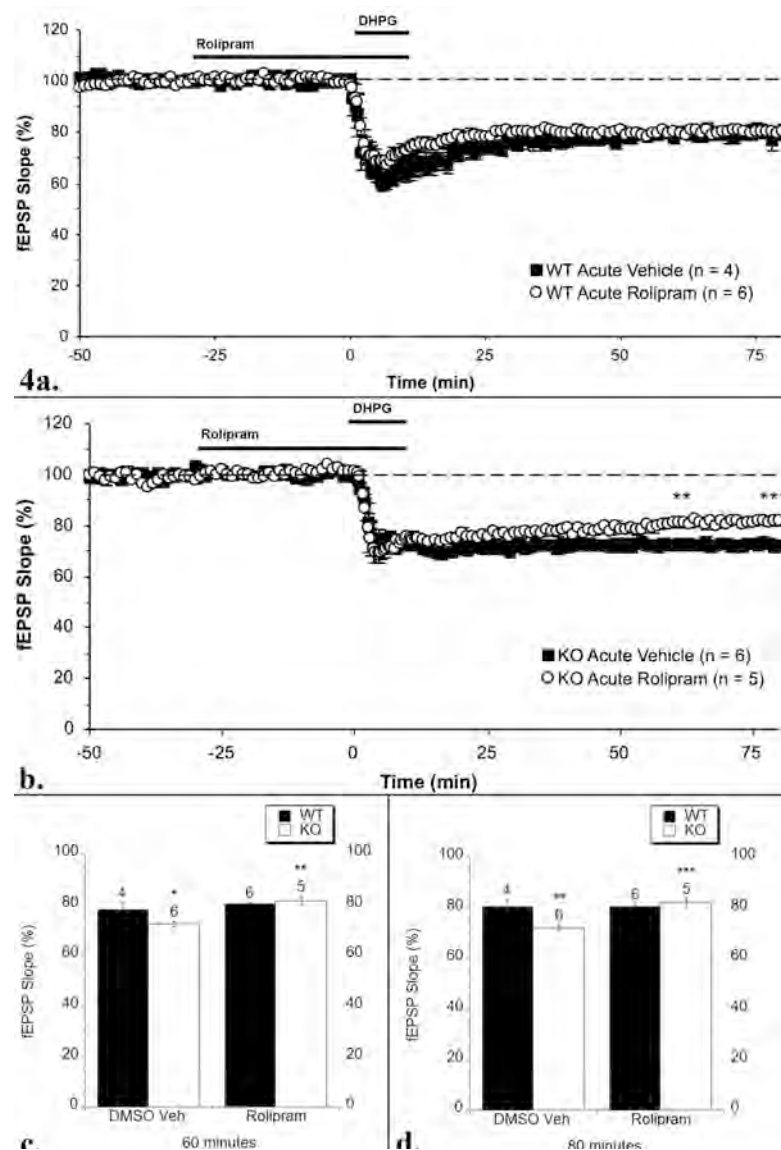 DHPG
Rolipram
120
100
80
60
40
20
0
fEPSP Slope (%)
■ WT Acute Vehicle (n = 4)
○ WT Acute Rolipram (n = 6)
-50 -25 0 25 50 75
4a.
Time (min)
DHPG
Rolipram
120
100
80
60
40
20
0
fEPSP Slope (%)
** ***
■ KO Acute Vehicle (n = 6)
○ KO Acute Rolipram (n = 5)
-50 -25 0 25 50 75
b.
Time (min)
WT
KO
100
80
60
40
20
0
fEPSP Slope (%)
4 * 6 6 ** 5
100
80
60
40
20
0
DMSO Veh Rolipram
c.
60 minutes
WT
KO
100
80
60
40
20
0
fEPSP Slope (%)
4 ** 6 6 *** 5
100
80
60
40
20
0
DMSO Veh Rolipram
d.
80 minutes